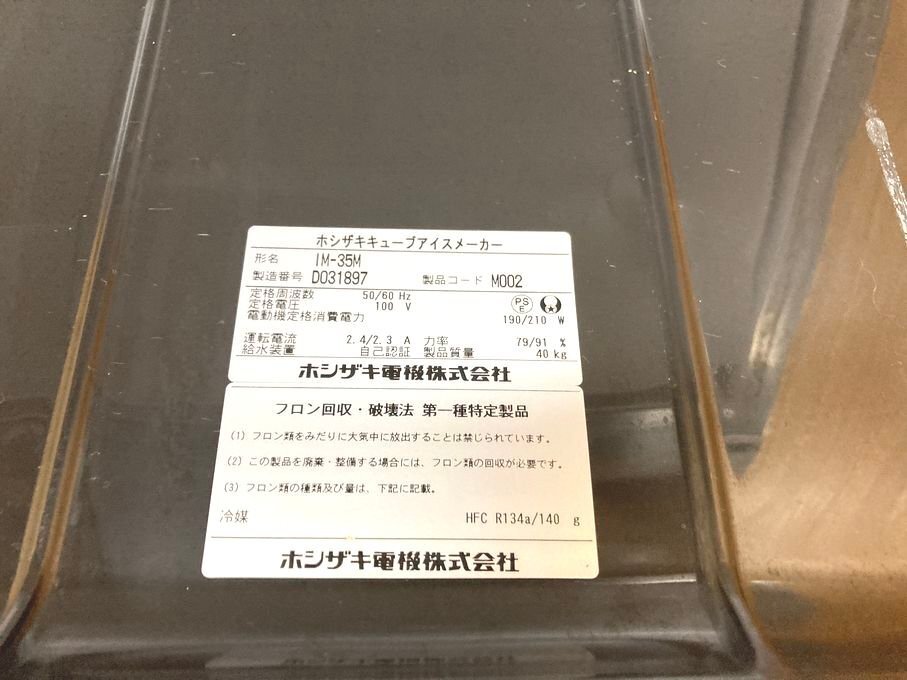 ホシザキキューブアイスメーカー
形名 IM-35M
製造番号 D031897 製品コード M002
定格周波数 50/60 Hz
定格電圧 100 V
PS E
電動機定格消費電力 190/210 W
運転電流 2.4/2.3 A 力率 79/91 %
給水装置 自己認証 製品質量 40 kg
ホシザキ電機株式会社
フロン回収・破壊法 第一種特定製品
(1) フロン類をみだりに大気中に放出することは禁じられています。
(2) この製品を廃棄・整備する場合には、フロン類の回収が必要です。
(3) フロン類の種類及び量は、下記に記載。
冷媒 HFC R134a/140 g
ホシザキ電機株式会社